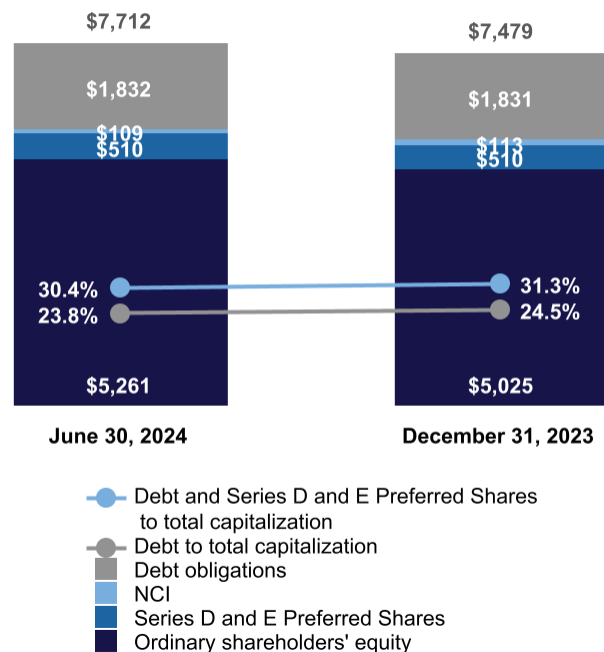 $7,712
$7,479
$1,832
$1,831
$109
$113
$510
$510
30.4%
31.3%
23.8%
24.5%
$5,261
$5,025
June 30, 2024
December 31, 2023
Debt and Series D and E Preferred Shares
to total capitalization
Debt to total capitalization
Debt obligations
NCI
Series D and E Preferred Shares
Ordinary shareholders' equity